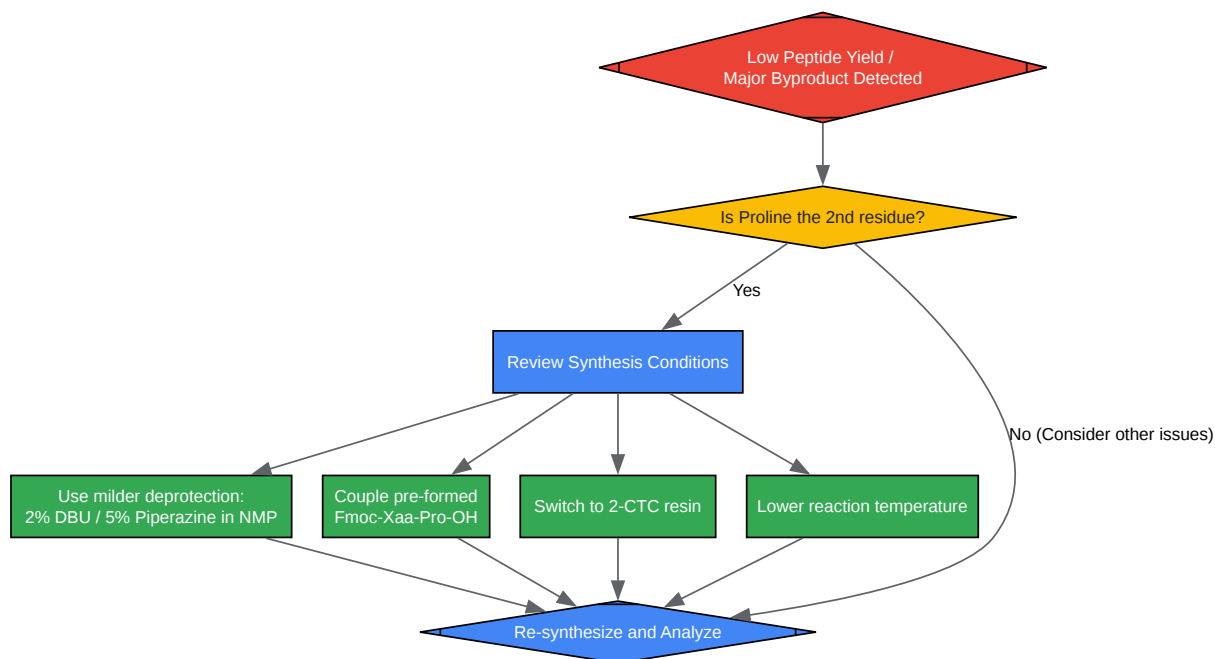 Low Peptide Yield /
Major Byproduct Detected
Is Proline the 2nd residue?
Yes
Review Synthesis Conditions
No (Consider other issues)
Use milder deprotection:
2% DBU / 5% Piperazine in NMP
Couple pre-formed
Fmoc-Xaa-Pro-OH
Switch to 2-CTC resin
Lower reaction temperature
Re-synthesize and Analyze